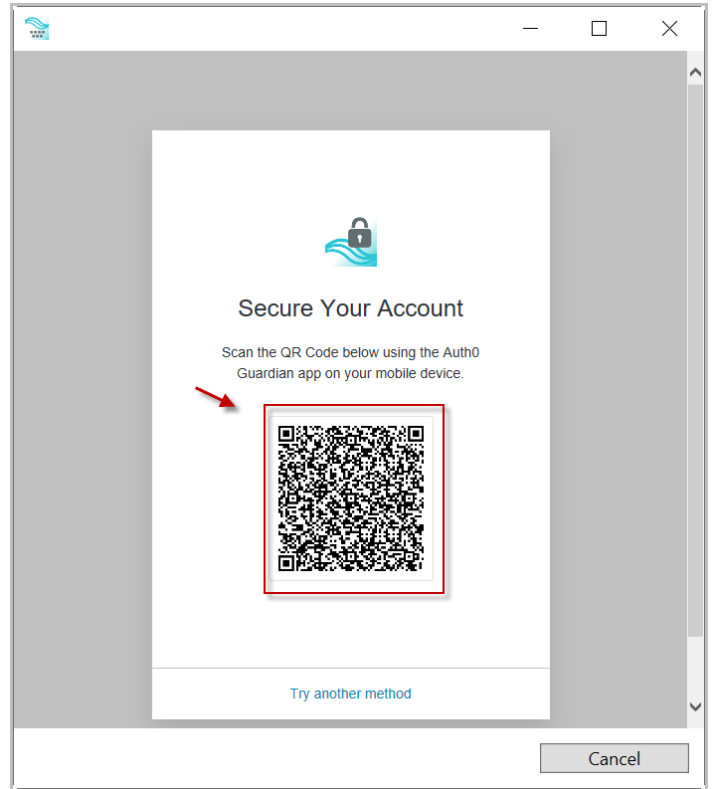 Secure Your Account
Scan the QR Code below using the Auth0
Guardian app on your mobile device.
Try another method
Cancel